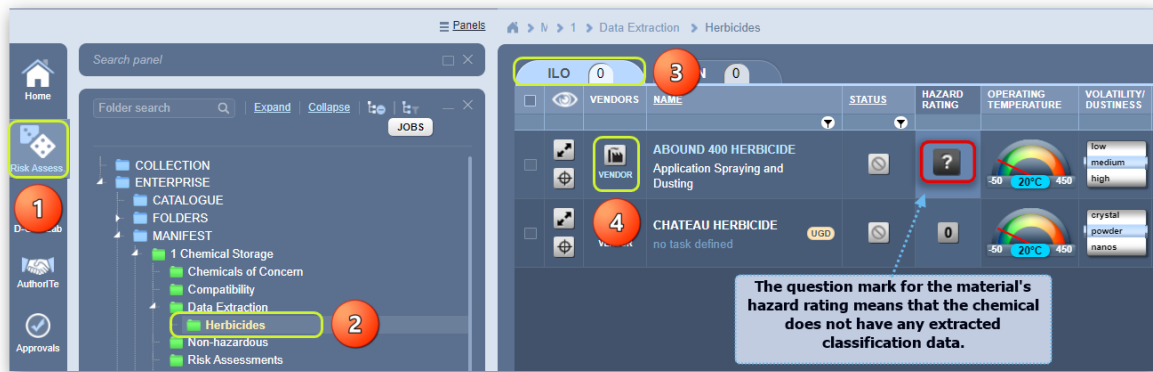 Panels
M > 1 > Data Extraction > Herbicides
Search panel
Home
Folder search
Expand
Collapse
JOBS
Risk Assess
1
AuthorITe
Approvals
COLLECTION
ENTERPRISE
CATALOGUE
FOLDERS
MANIFEST
1 Chemical Storage
Chemicals of Concern
Compatibility
Data Extraction
Herbicides
2
Non-hazardous
Risk Assessments
ILO 0
3
N 0
VENDORS
NAME
STATUS
HAZARD
RATING
OPERATING
TEMPERATURE
VOLATILITY/
DUSTINESS
VENDOR
ABOUND 400 HERBICIDE
Application Spraying and
Dusting
?
-50 20°C 450
low
medium
high
4
CHATEAU HERBICIDE
no task defined
UGD
0
-50 20°C 450
crystal
powder
nanos
The question mark for the material's
hazard rating means that the chemical
does not have any extracted
classification data.